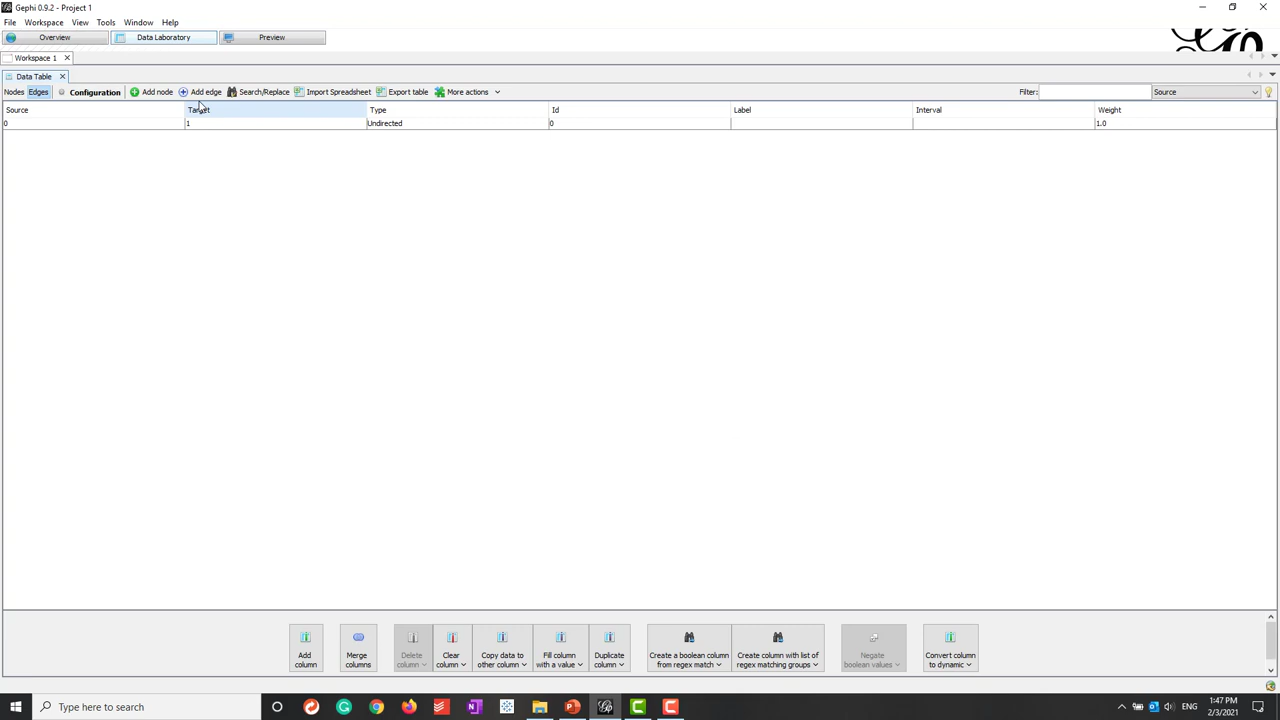 Gephi 0.9.2 - Project 1
File Workspace View Tools Window Help
Overview Data Laboratory Preview
Workspace 1
Data Table
Nodes Edges Configuration Add node Add edge Search/Replace Import Spreadsheet Export table More actions Filter: Source
Source Target Type Id Label Interval Weight
0 1 Undirected 0 1.0
Add column
Merge columns
Delete column
Clear column
Copy data to other column
Fill column with a value
Duplicate column
Create a boolean column from regex match
Create column with list of regex matching groups
Negate boolean values
Convert column to dynamic
Type here to search
ENG
1:47 PM
2/3/2021